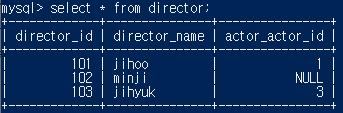 mysql> select * from director;
+-------------+---------------+----------------+
| director_id | director_name | actor_actor_id |
+-------------+---------------+----------------+
|         101 | jihoo         |              1 |
|         102 | minji         |           NULL |
|         103 | jihyuk        |              3 |
+-------------+---------------+----------------+